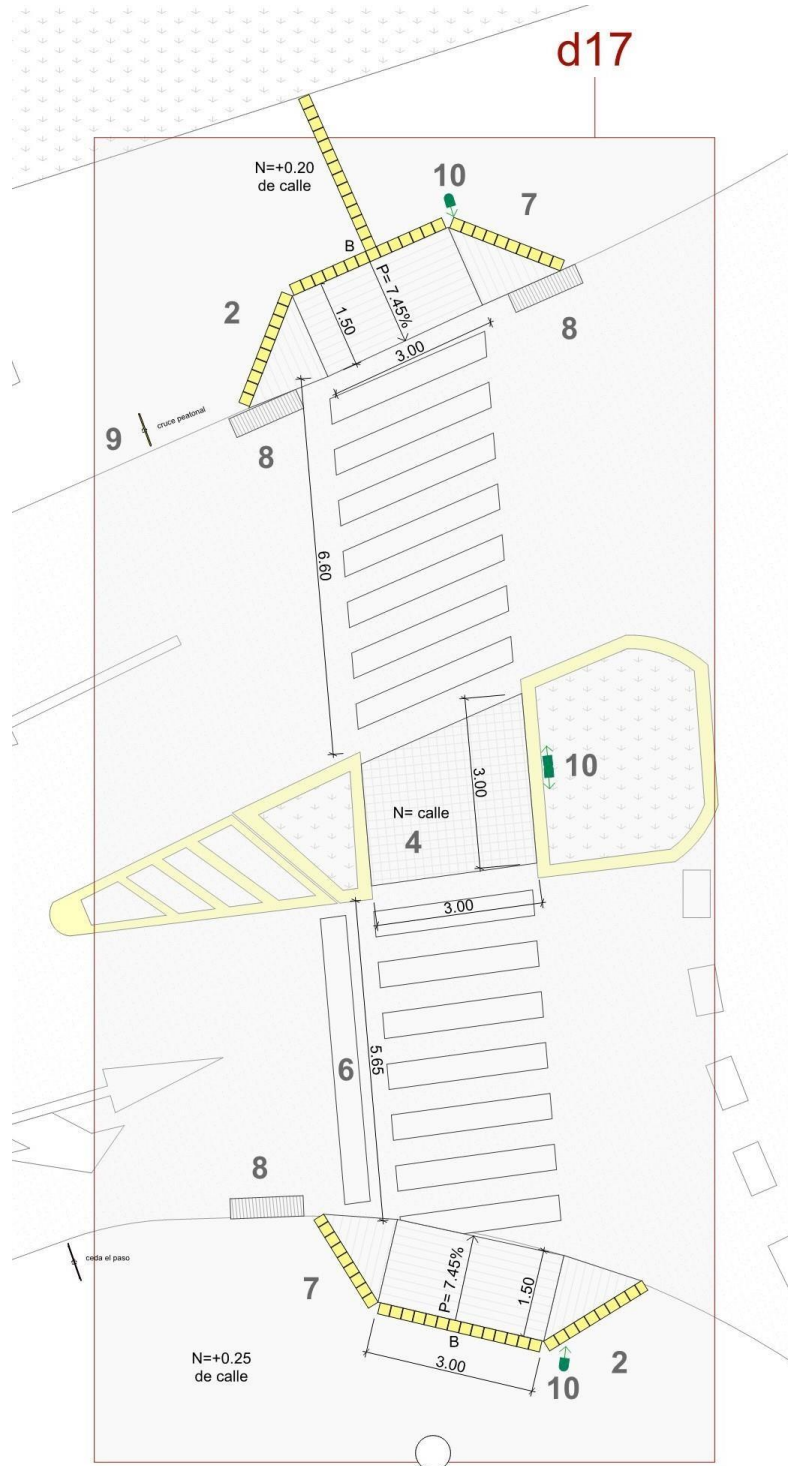 d17
N=+0.20
de calle
10
7
B
P= 7.45%
2
1.50
3.00
8
8
9
cruce peatonal
6.60
10
3.00
N= calle
4
3.00
6
5.65
8
ceda el paso
7
P= 7.45%
1.50
B
3.00
2
10
N=+0.25
de calle